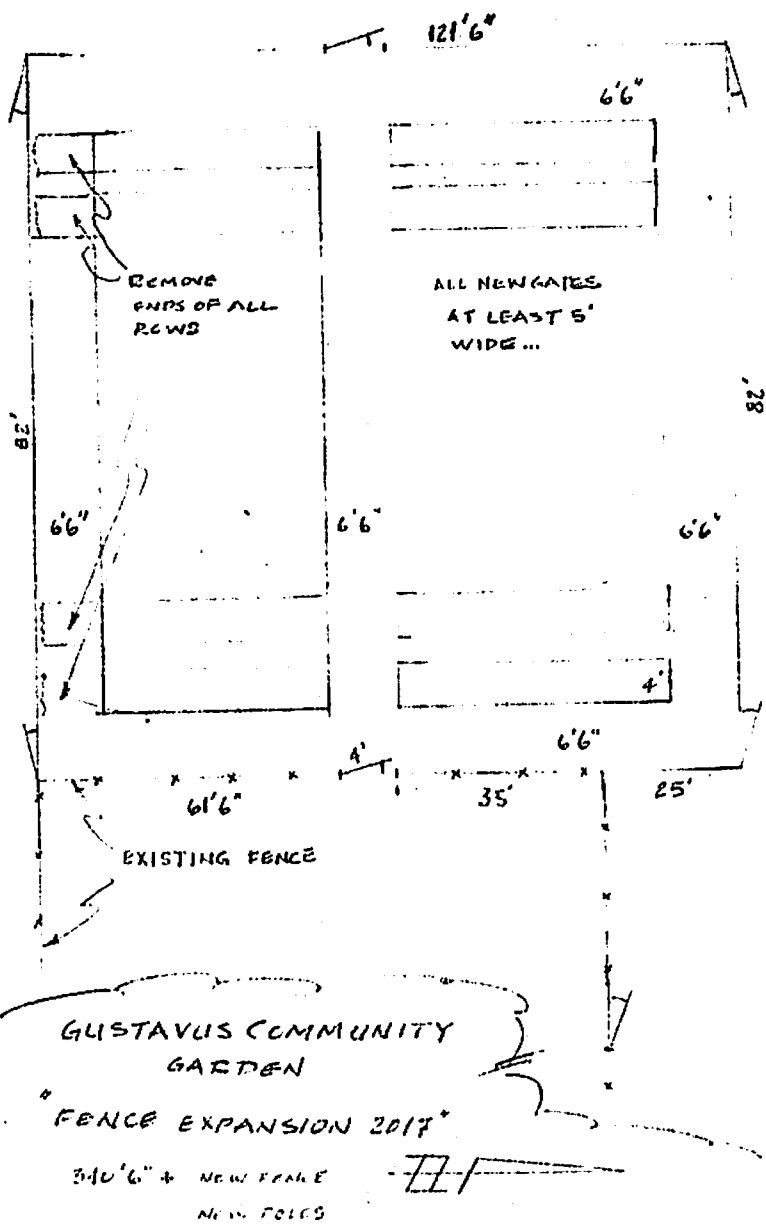 121'6"
6'6"
REMOVE
ENDS OF ALL
ROWS
ALL NEW GATES
AT LEAST 5'
WIDE...
82'
82'
6'6"
6'6"
6'6"
4'
6'6"
4'
61'6"
35'
25'
EXISTING FENCE
GUSTAVUS COMMUNITY
GARDEN
"FENCE EXPANSION 2017"
'6" + NEW FENCE
NEW POLES